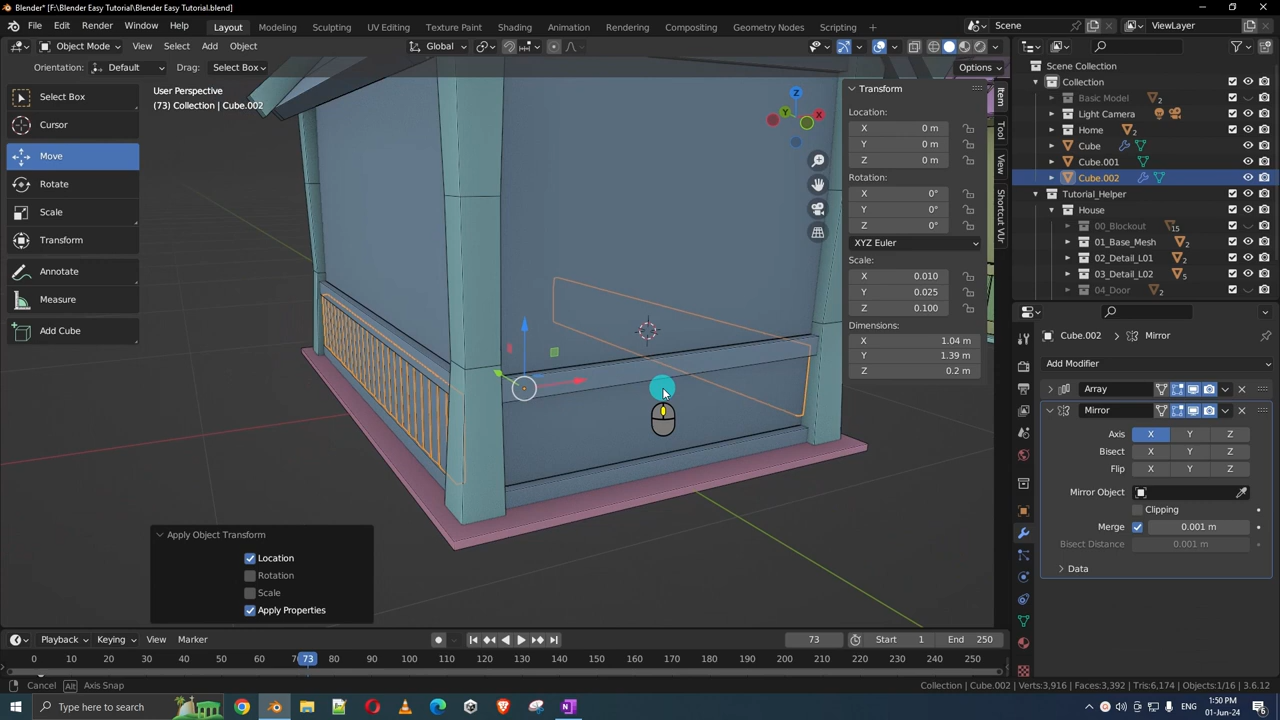 Blender* [F:\Blender Easy Tutorial\Blender Easy Tutorial.blend]
File Edit Render Window Help Layout Modeling Sculpting UV Editing Texture Paint Shading Animation Rendering Compositing Geometry Nodes Scripting + Scene ViewLayer
Object Mode View Select Add Object Global
Orientation: Default Drag: Select Box Options
Select Box
Cursor
Move
Rotate
Scale
Transform
Annotate
Measure
Add Cube
User Perspective
(73) Collection | Cube.002
Z
Y
X
Transform
Location:
X 0 m
Y 0 m
Z 0 m
Rotation:
X 0°
Y 0°
Z 0°
XYZ Euler
Scale:
X 0.010
Y 0.025
Z 0.100
Dimensions:
X 1.04 m
Y 1.39 m
Z 0.2 m
Item
Tool
View
Shortcut VUr
Scene Collection
Collection
Basic Model 2
Light Camera
Home 2
Cube
Cube.001
Cube.002
Tutorial_Helper
House
00_Blockout 15
01_Base_Mesh 2
02_Detail_L01 2
03_Detail_L02 5
04_Door 2
Cube.002 > Mirror
Add Modifier
Array
Mirror
Axis X Y Z
Bisect X Y Z
Flip X Y Z
Mirror Object
Clipping
Merge 0.001 m
Bisect Distance 0.001 m
Data
Apply Object Transform
Location
Rotation
Scale
Apply Properties
Playback Keying View Marker 73 Start 1 End 250
0 10 20 30 40 50 60 7 73 80 90 100 110 120 130 140 150 160 170 180 190 200 210 220 230 240 250
Cancel Alt Axis Snap Collection | Cube.002 | Verts:3,916 | Faces:3,392 | Tris:6,174 | Objects:1/16 | 3.6.12
Type here to search
1:50 PM
01-Jun-24